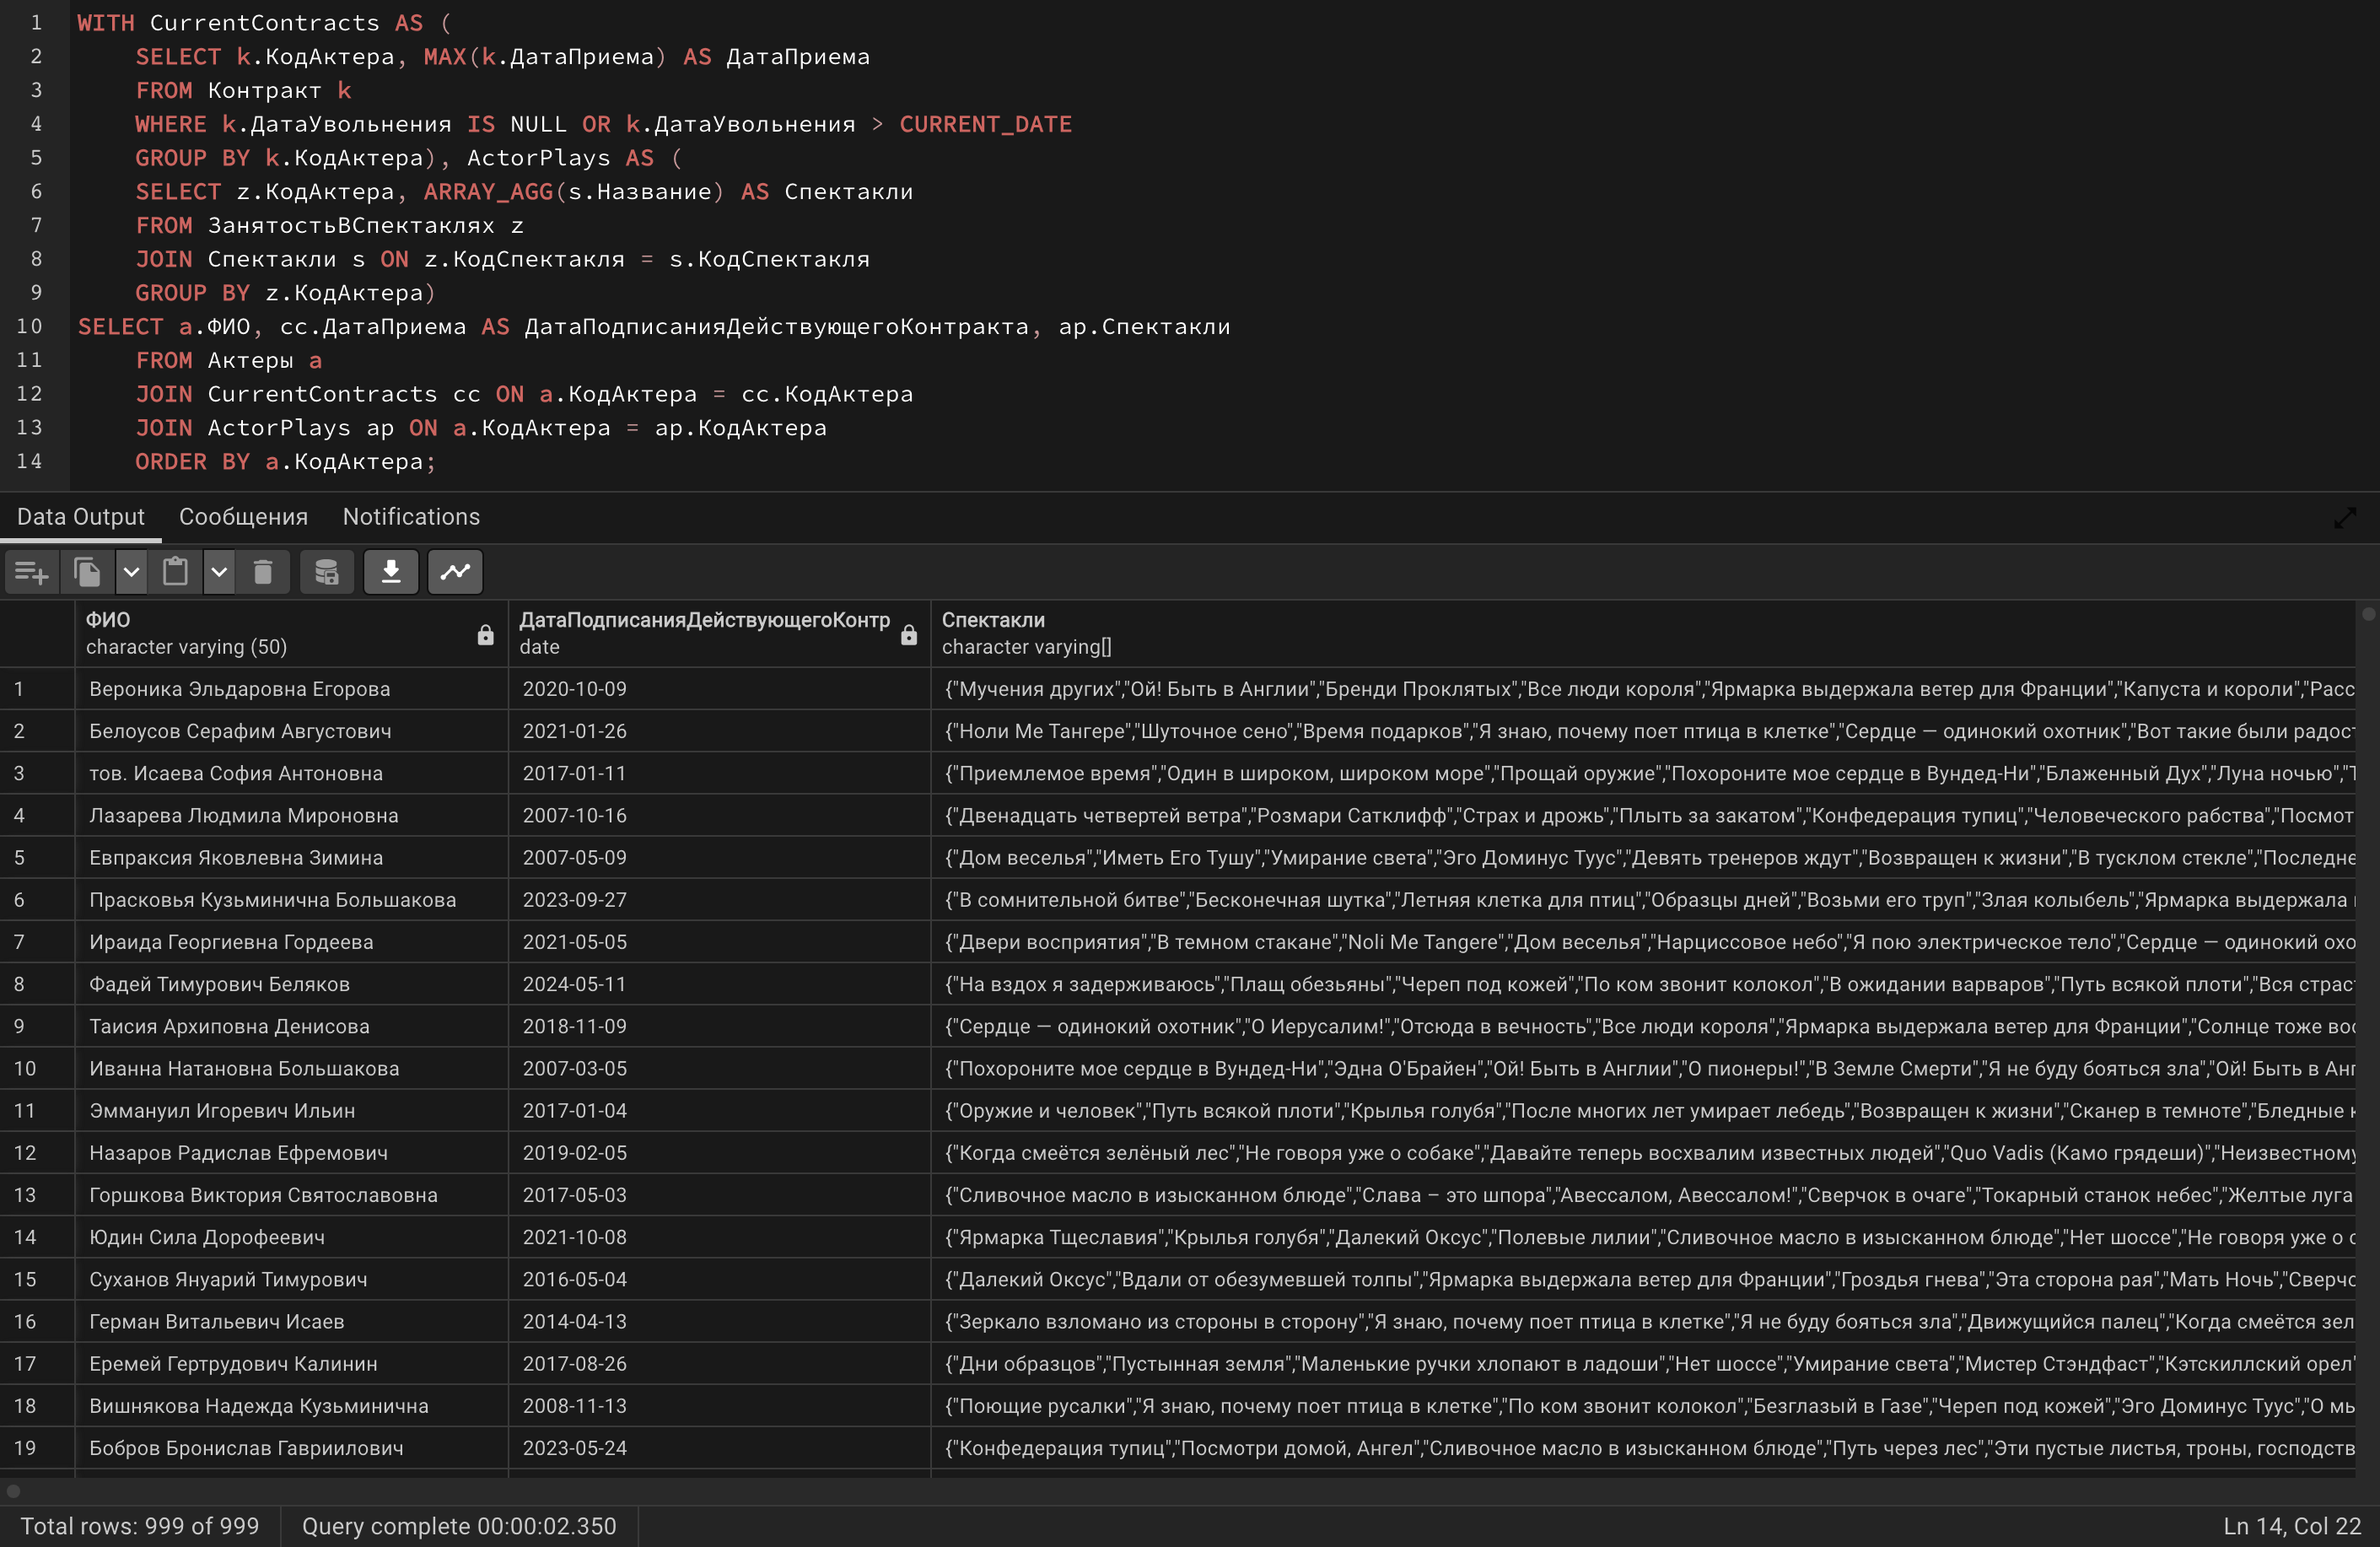 1 WITH CurrentContracts AS (
2 SELECT k.КодАктера, MAX(k.ДатаПриема) AS ДатаПриема
3 FROM Контракт k
4 WHERE k.ДатаУвольнения IS NULL OR k.ДатаУвольнения > CURRENT_DATE
5 GROUP BY k.КодАктера), ActorPlays AS (
6 SELECT z.КодАктера, ARRAY_AGG(s.Название) AS Спектакли
7 FROM ЗанятостьВСпектаклях z
8 JOIN Спектакли s ON z.КодСпектакля = s.КодСпектакля
9 GROUP BY z.КодАктера)
10 SELECT a.ФИО, cc.ДатаПриема AS ДатаПодписанияДействующегоКонтракта, ap.Спектакли
11 FROM Актеры a
12 JOIN CurrentContracts cc ON a.КодАктера = cc.КодАктера
13 JOIN ActorPlays ap ON a.КодАктера = ap.КодАктера
14 ORDER BY a.КодАктера;
Data Output Сообщения Notifications
ФИО ДатаПодписанияДействующегоКонтр Спектакли
character varying (50) date character varying[]
1 Вероника Эльдаровна Егорова 2020-10-09 {"Мучения других","Ой! Быть в Англии","Бренди Проклятых","Все люди короля","Ярмарка выдержала ветер для Франции","Капуста и короли","Расс
2 Белоусов Серафим Августович 2021-01-26 {"Ноли Ме Тангере","Шуточное сено","Время подарков","Я знаю, почему поет птица в клетке","Сердце — одинокий охотник","Вот такие были радос
3 тов. Исаева София Антоновна 2017-01-11 {"Приемлемое время","Один в широком, широком море","Прощай оружие","Похороните мое сердце в Вундед-Ни","Блаженный Дух","Луна ночью","
4 Лазарева Людмила Мироновна 2007-10-16 {"Двенадцать четвертей ветра","Розмари Сатклифф","Страх и дрожь","Плыть за закатом","Конфедерация тупиц","Человеческого рабства","Посмот
5 Евпраксия Яковлевна Зимина 2007-05-09 {"Дом веселья","Иметь Его Тушу","Умирание света","Эго Доминус Туус","Девять тренеров ждут","Возвращен к жизни","В тусклом стекле","Последне
6 Прасковья Кузьминична Большакова 2023-09-27 {"В сомнительной битве","Бесконечная шутка","Летняя клетка для птиц","Образцы дней","Возьми его труп","Злая колыбель","Ярмарка выдержала
7 Ираида Георгиевна Гордеева 2021-05-05 {"Двери восприятия","В темном стакане","Noli Me Tangere","Дом веселья","Нарциссовое небо","Я пою электрическое тело","Сердце — одинокий охо
8 Фадей Тимурович Беляков 2024-05-11 {"На вздох я задерживаюсь","Плащ обезьяны","Череп под кожей","По ком звонит колокол","В ожидании варваров","Путь всякой плоти","Вся страс
9 Таисия Архиповна Денисова 2018-11-09 {"Сердце — одинокий охотник","О Иерусалим!","Отсюда в вечность","Все люди короля","Ярмарка выдержала ветер для Франции","Солнце тоже вос
10 Иванна Натановна Большакова 2007-03-05 {"Похороните мое сердце в Вундед-Ни","Эдна О'Брайен","Ой! Быть в Англии","О пионеры!","В Земле Смерти","Я не буду бояться зла","Ой! Быть в Анг
11 Эммануил Игоревич Ильин 2017-01-04 {"Оружие и человек","Путь всякой плоти","Крылья голубя","После многих лет умирает лебедь","Возвращен к жизни","Сканер в темноте","Бледные
12 Назаров Радислав Ефремович 2019-02-05 {"Когда смеётся зелёный лес","Не говоря уже о собаке","Давайте теперь восхвалим известных людей","Quo Vadis (Камо грядеши)","Неизвестному
13 Горшкова Виктория Святославовна 2017-05-03 {"Сливочное масло в изысканном блюде","Слава – это шпора","Авессалом, Авессалом!","Сверчок в очаге","Токарный станок небес","Желтые луга
14 Юдин Сила Дорофеевич 2021-10-08 {"Ярмарка Тщеславия","Крылья голубя","Далекий Оксус","Полевые лилии","Сливочное масло в изысканном блюде","Нет шоссе","Не говоря уже о с
15 Суханов Януарий Тимурович 2016-05-04 {"Далекий Оксус","Вдали от обезумевшей толпы","Ярмарка выдержала ветер для Франции","Гроздья гнева","Эта сторона рая","Мать Ночь","Сверчо
16 Герман Витальевич Исаев 2014-04-13 {"Зеркало взломано из стороны в сторону","Я знаю, почему поет птица в клетке","Я не буду бояться зла","Движущийся палец","Когда смеётся зел
17 Еремей Гертрудович Калинин 2017-08-26 {"Дни образцов","Пустынная земля","Маленькие ручки хлопают в ладоши","Нет шоссе","Умирание света","Мистер Стэндфаст","Кэтскиллский орел"
18 Вишнякова Надежда Кузьминична 2008-11-13 {"Поющие русалки","Я знаю, почему поет птица в клетке","По ком звонит колокол","Безглазый в Газе","Череп под кожей","Эго Доминус Туус","О мы
19 Бобров Бронислав Гавриилович 2023-05-24 {"Конфедерация тупиц","Посмотри домой, Ангел","Сливочное масло в изысканном блюде","Путь через лес","Эти пустые листья, троны, господств
Total rows: 999 of 999 Query complete 00:00:02.350 Ln 14, Col 22